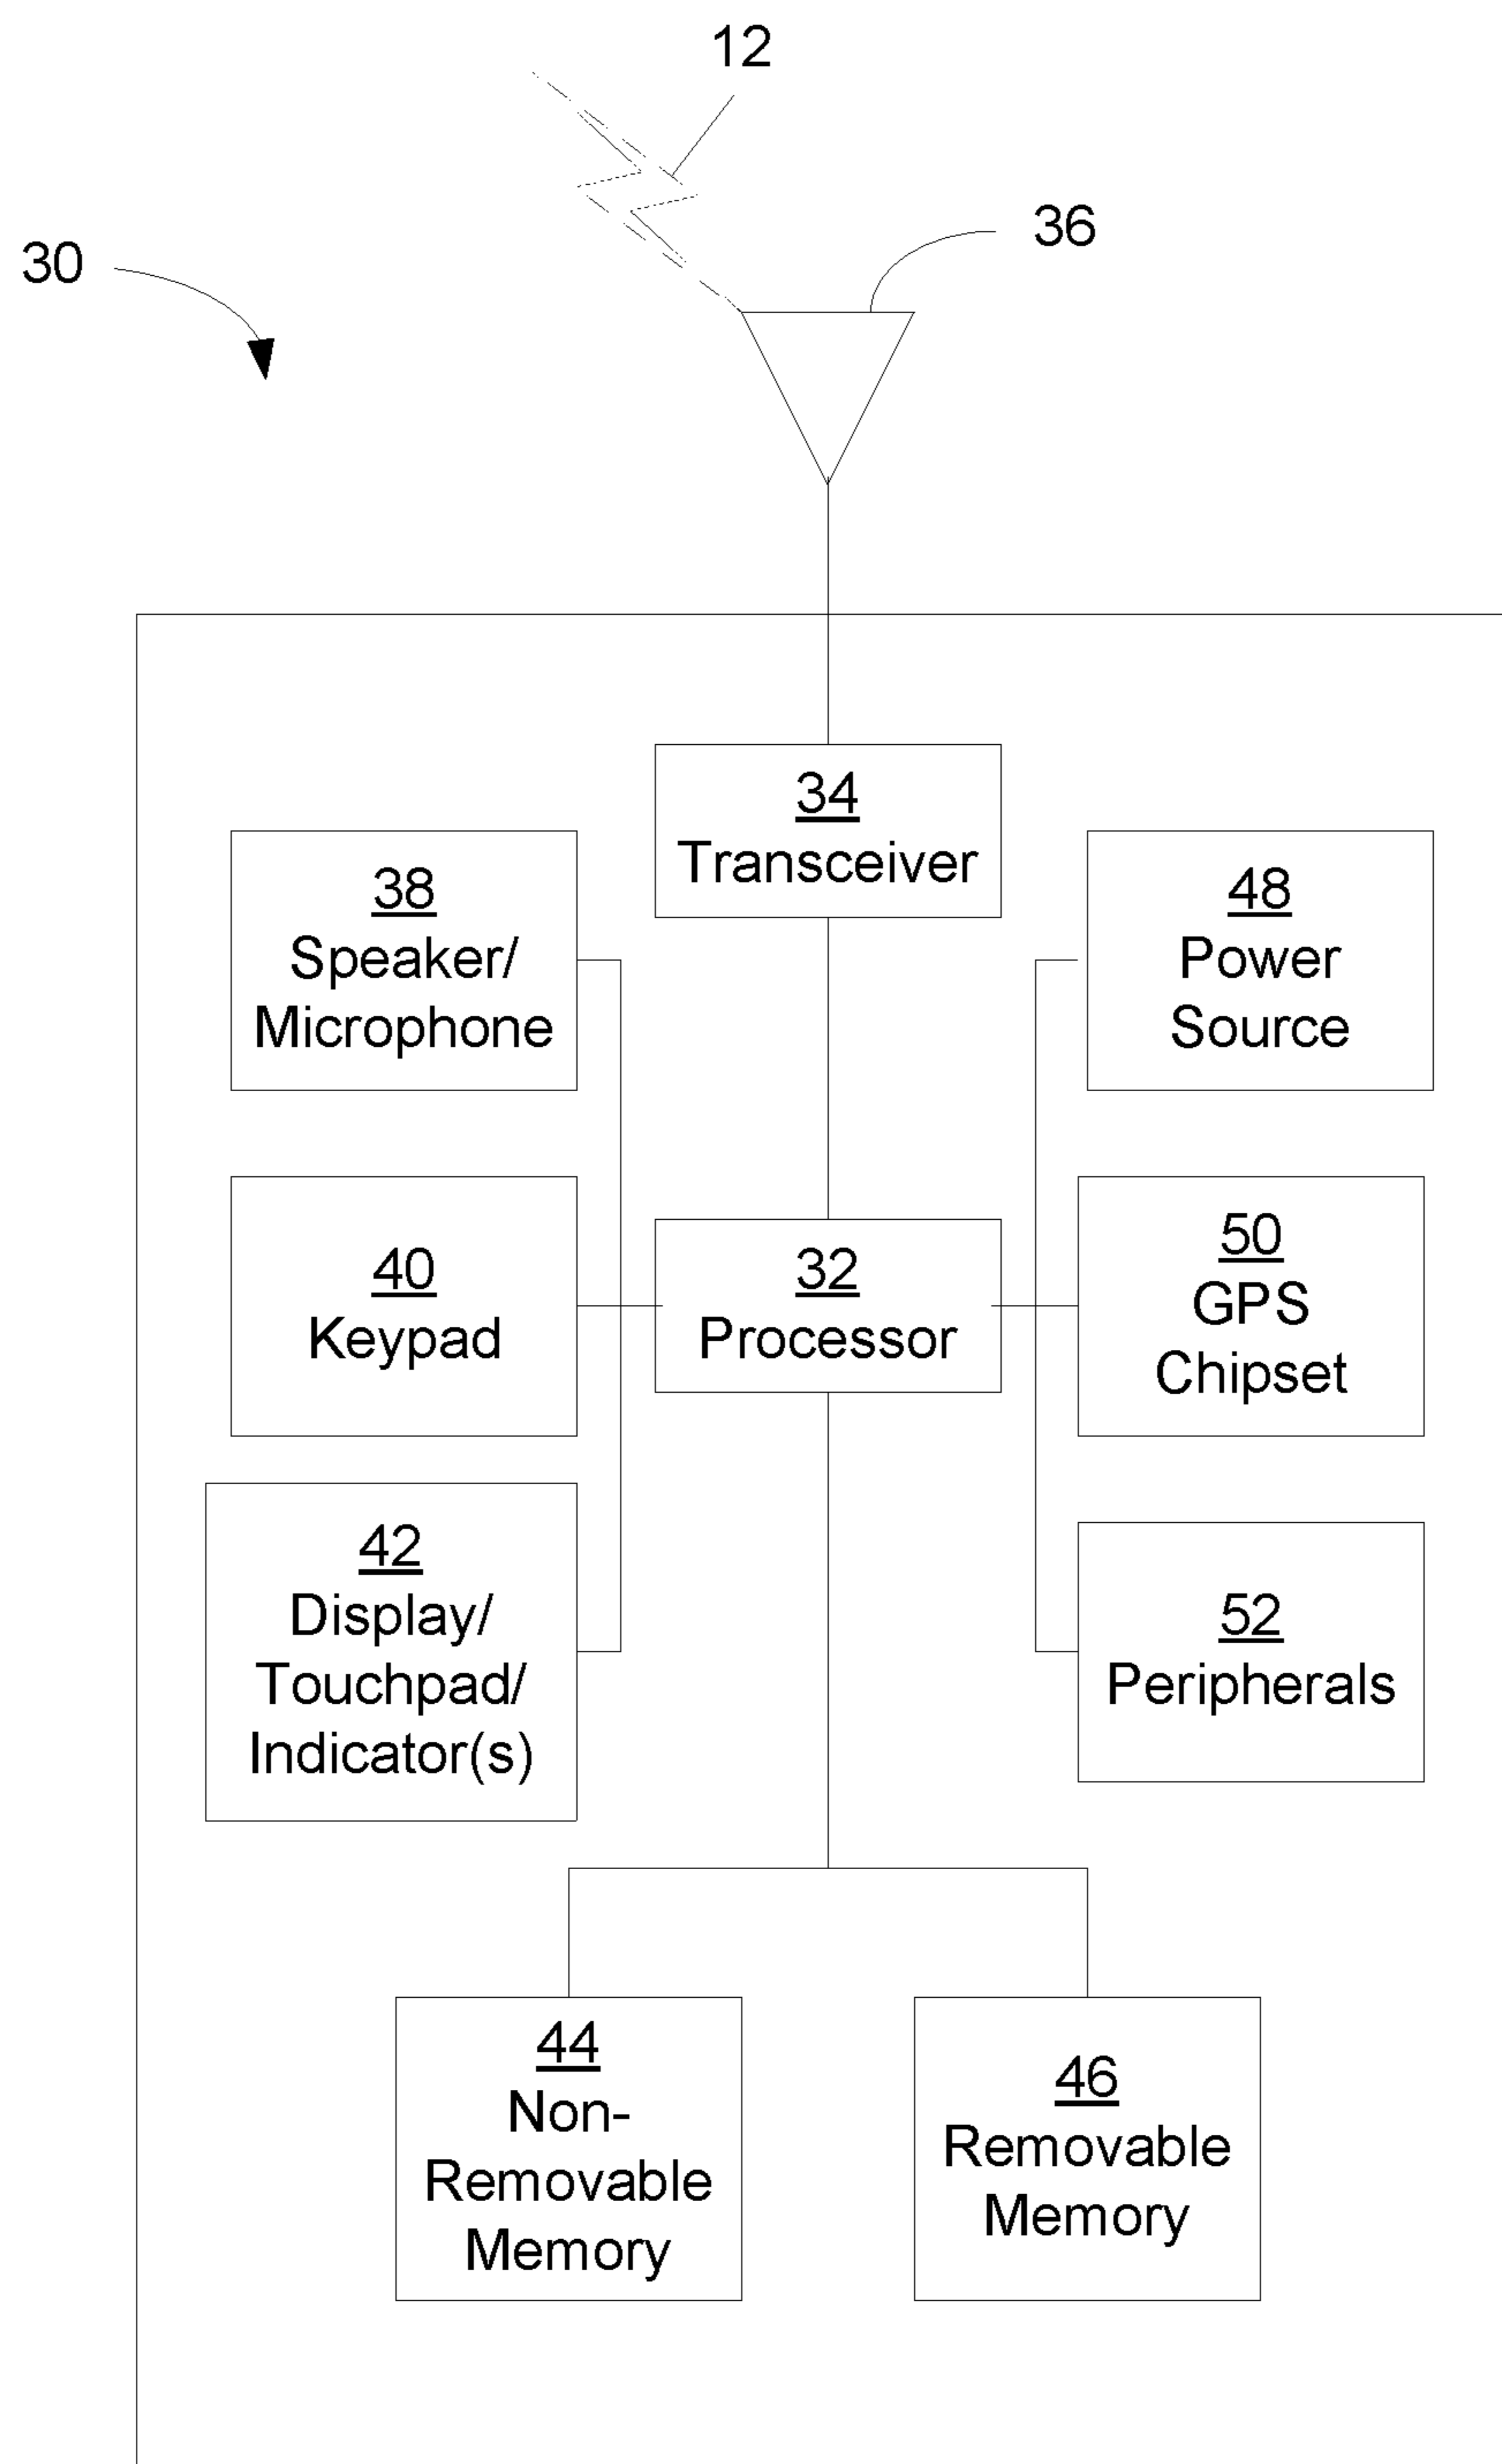 12
36
30
34
Transceiver
38
Speaker/
Microphone
48
Power
Source
40
Keypad
32
Processor
50
GPS
Chipset
42
Display/
Touchpad/
Indicator(s)
52
Peripherals
44
Non-
Removable
Memory
46
Removable
Memory